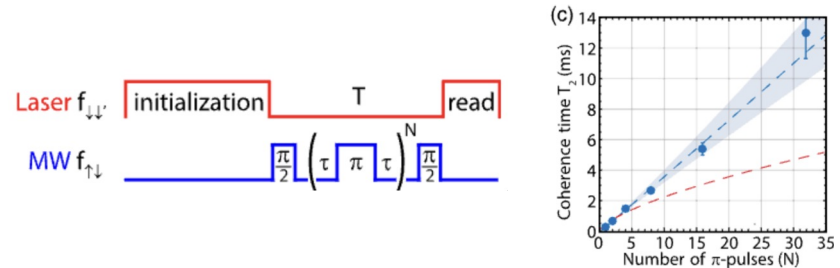 Laser f↓↓' initialization T read
MW f↑↓ π/2 (τ π τ)^N π/2
(c)
Coherence time T₂ (ms)
14
12
10
8
6
4
2
0
0 5 10 15 20 25 30 35
Number of π-pulses (N)